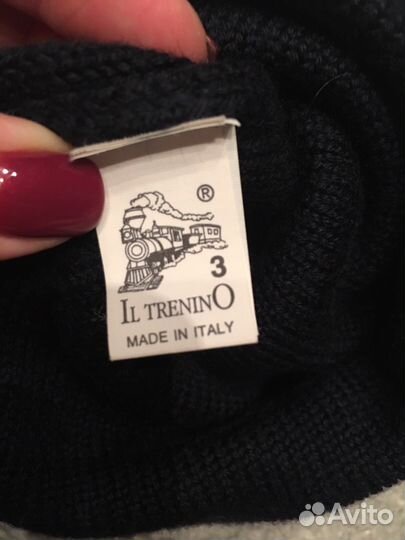 ®
3
IL TRENINO
MADE IN ITALY
Avito